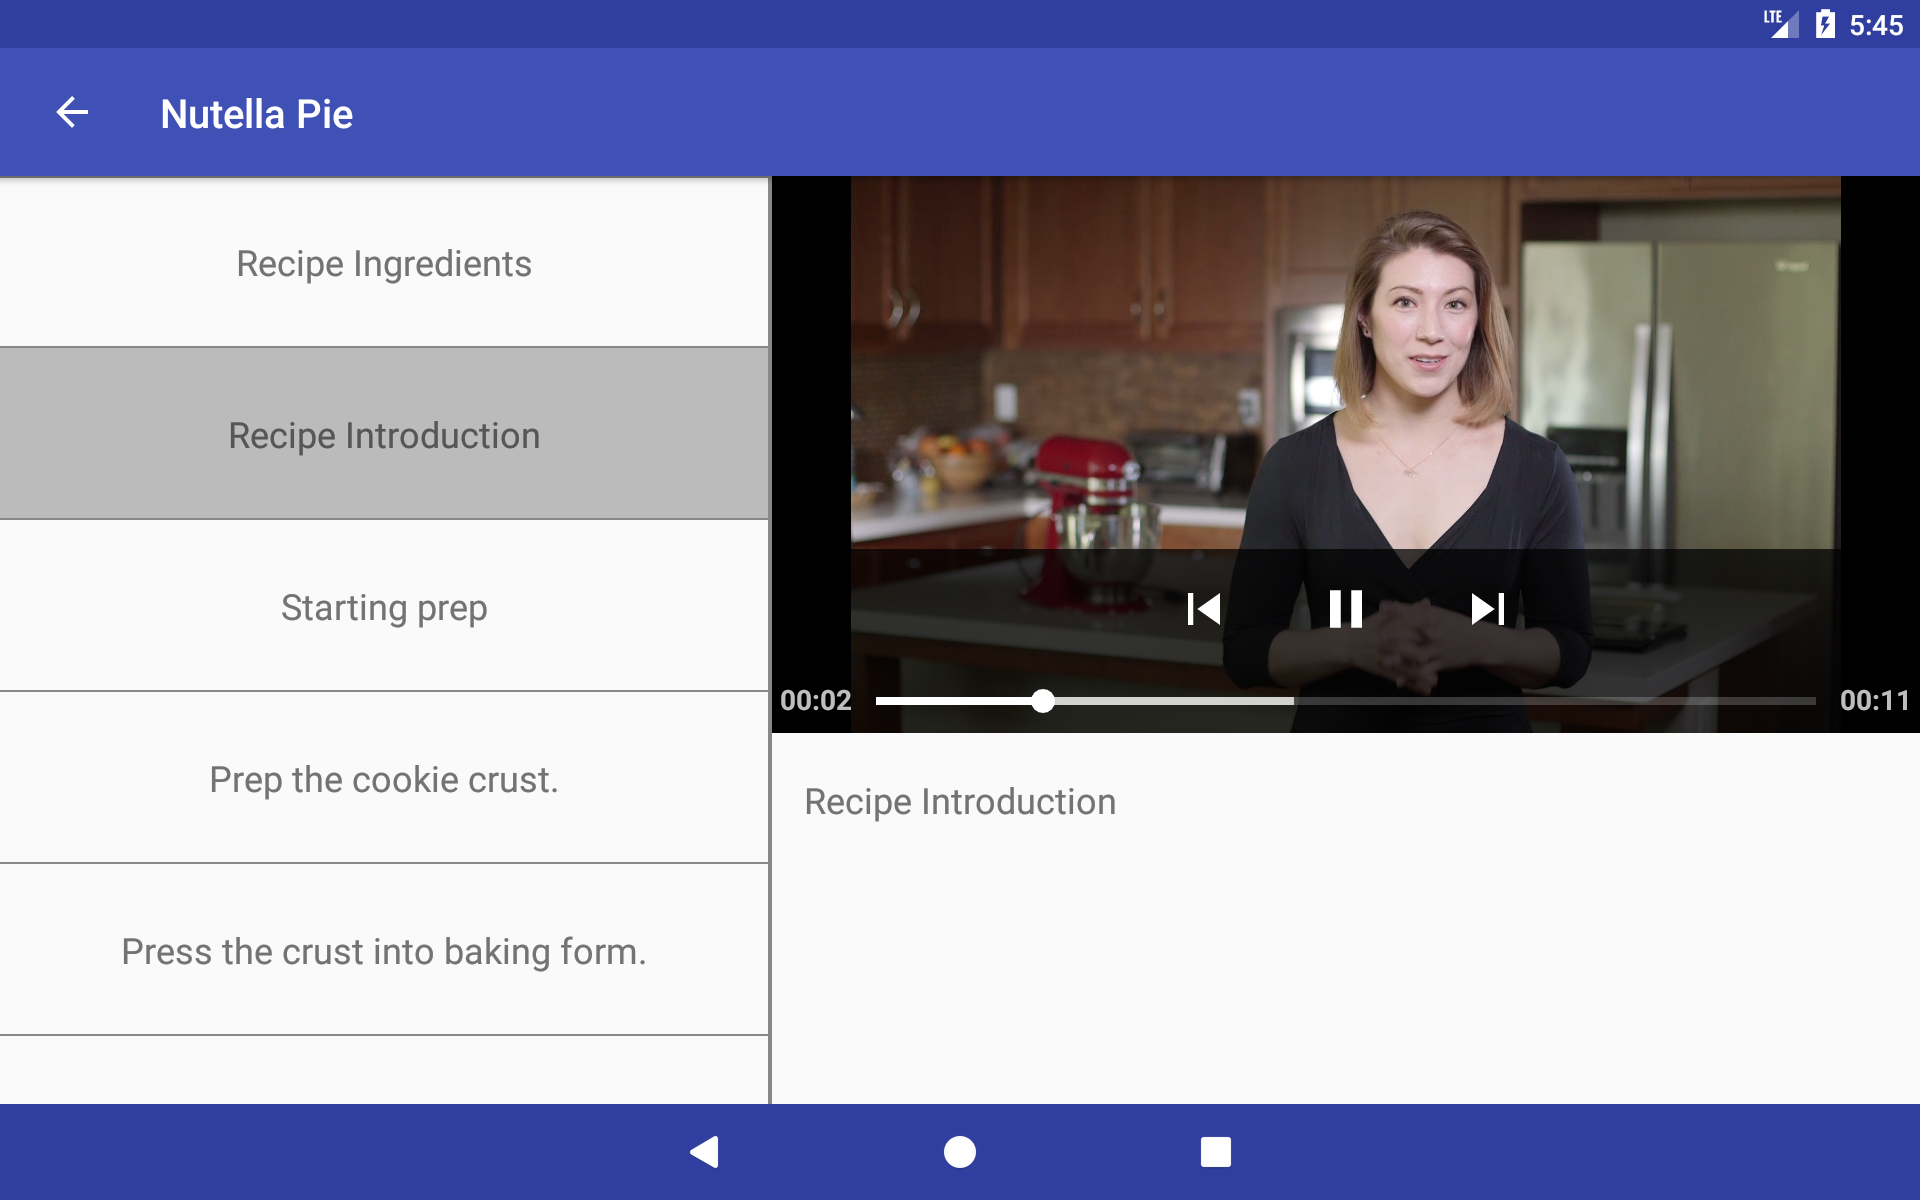 LTE 5:45
Nutella Pie
Recipe Ingredients
Recipe Introduction
Starting prep
Prep the cookie crust.
Press the crust into baking form.
00:02 00:11
Recipe Introduction